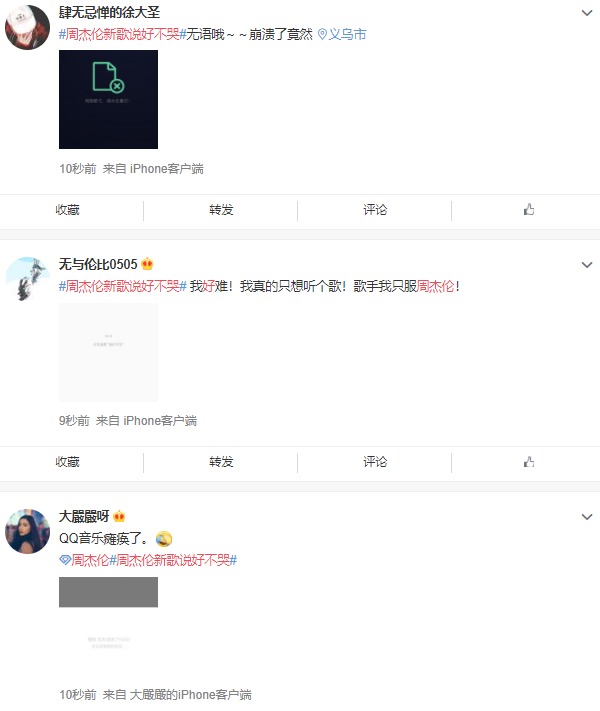 肆无忌惮的徐大圣
#周杰伦新歌说好不哭#无语哦～～崩溃了竟然 义乌市
10秒前 来自 iPhone客户端
收藏 转发 评论
无与伦比0505
#周杰伦新歌说好不哭# 我好难！我真的只想听个歌！歌手我只服周杰伦！
9秒前 来自 iPhone客户端
收藏 转发 评论
大嚴嚴呀
QQ音乐瘫痪了。
周杰伦#周杰伦新歌说好不哭#
10秒前 来自 大嚴嚴的iPhone客户端